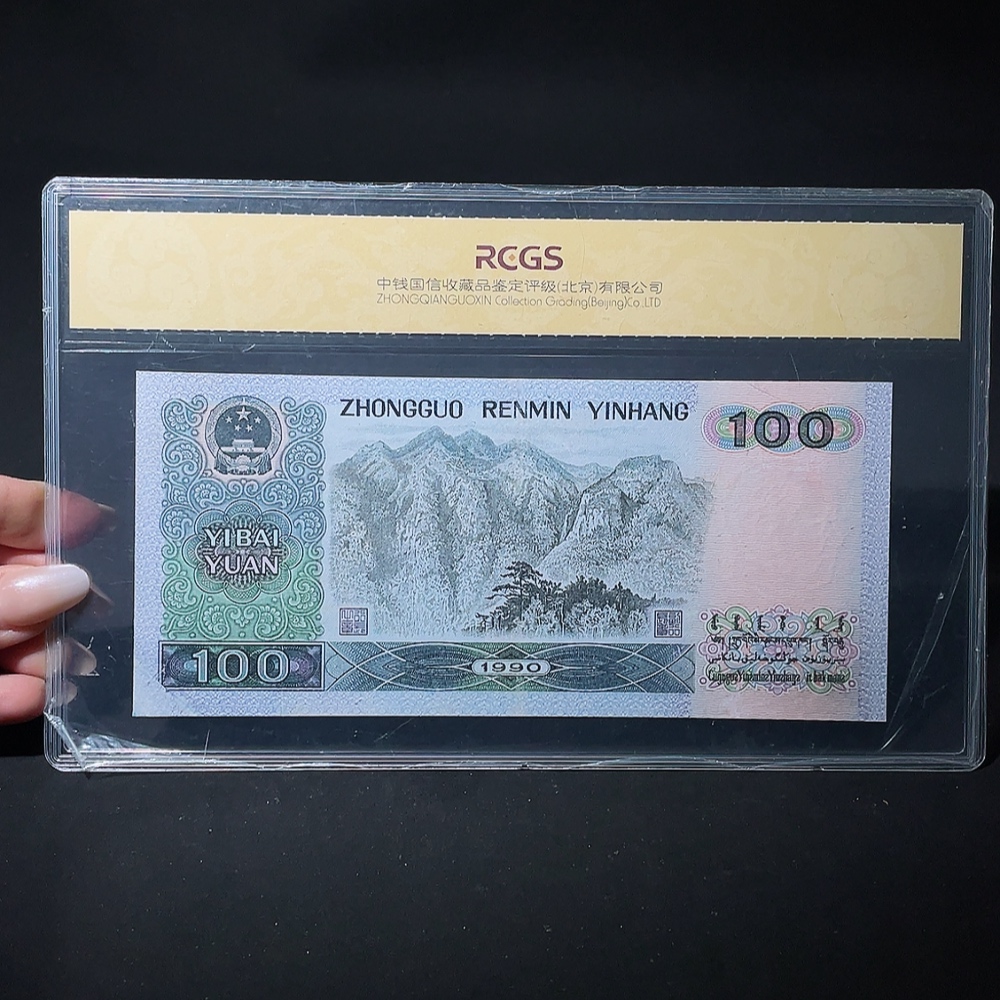 RCGS
中钱国信收藏品鉴定评级(北京)有限公司
ZHONGQIANGUOXIN Collection Grading(Beijing)Co.,LTD
ZHONGGUO RENMIN YINHANG
100
YIBAI
YUAN
100
1990